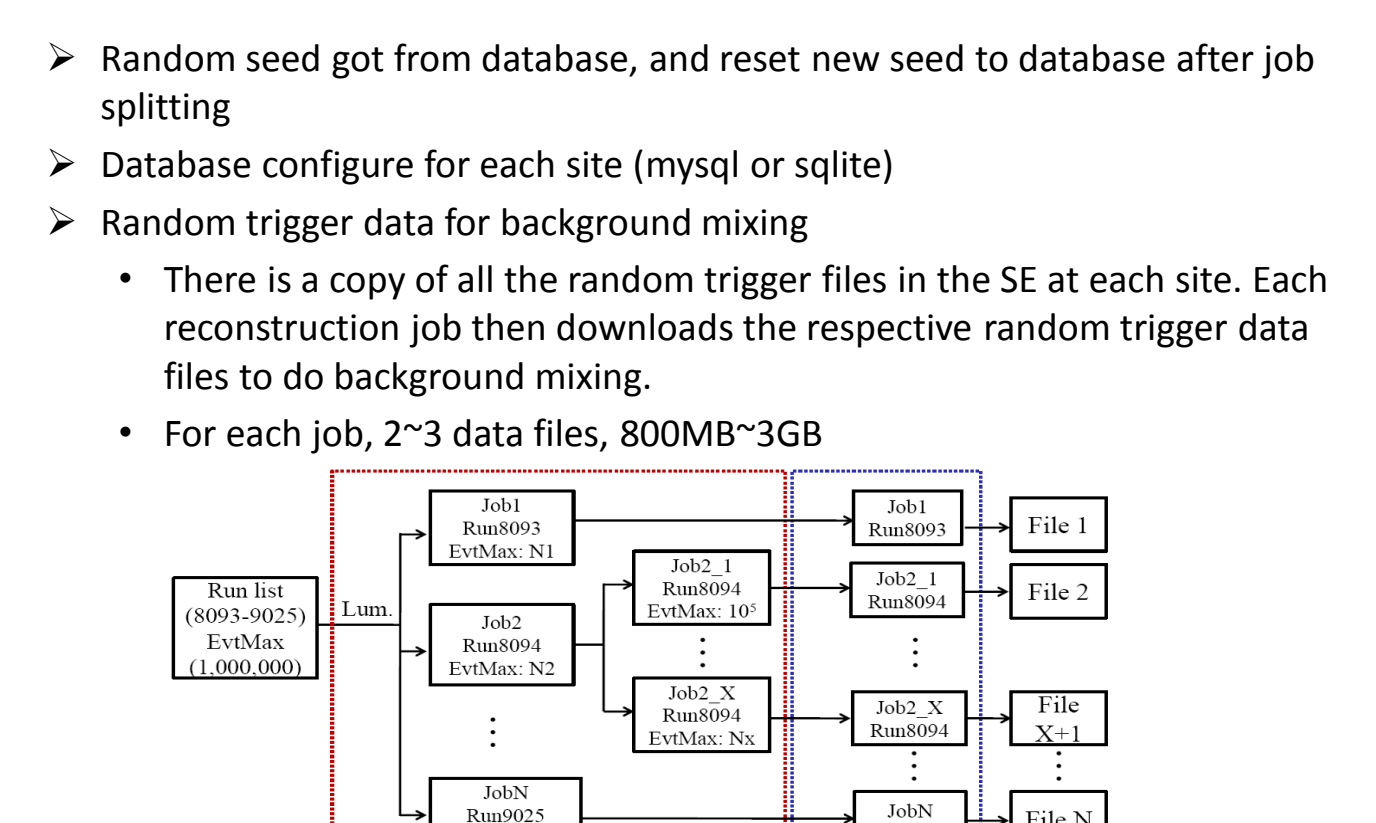 ➢ Random seed got from database, and reset new seed to database after job
splitting
➢ Database configure for each site (mysql or sqlite)
➢ Random trigger data for background mixing
• There is a copy of all the random trigger files in the SE at each site. Each
reconstruction job then downloads the respective random trigger data
files to do background mixing.
• For each job, 2~3 data files, 800MB~3GB
Run list
(8093-9025)
EvtMax
(1,000,000)
Lum.
Job1
Run8093
EvtMax: N1
Job2
Run8094
EvtMax: N2
JobN
Run9025
Job2_1
Run8094
EvtMax: 10⁵
Job2_X
Run8094
EvtMax: Nx
Job1
Run8093
Job2_1
Run8094
Job2_X
Run8094
JobN
File 1
File 2
File
X+1
File N